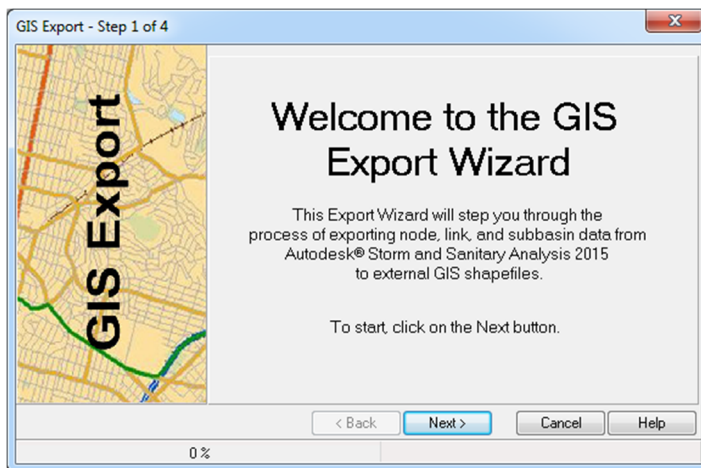 GIS Export - Step 1 of 4
GIS Export
Welcome to the GIS
Export Wizard
This Export Wizard will step you through the
process of exporting node, link, and subbasin data from
Autodesk® Storm and Sanitary Analysis 2015
to external GIS shapefiles.
To start, click on the Next button.
< Back Next > Cancel Help
0 %